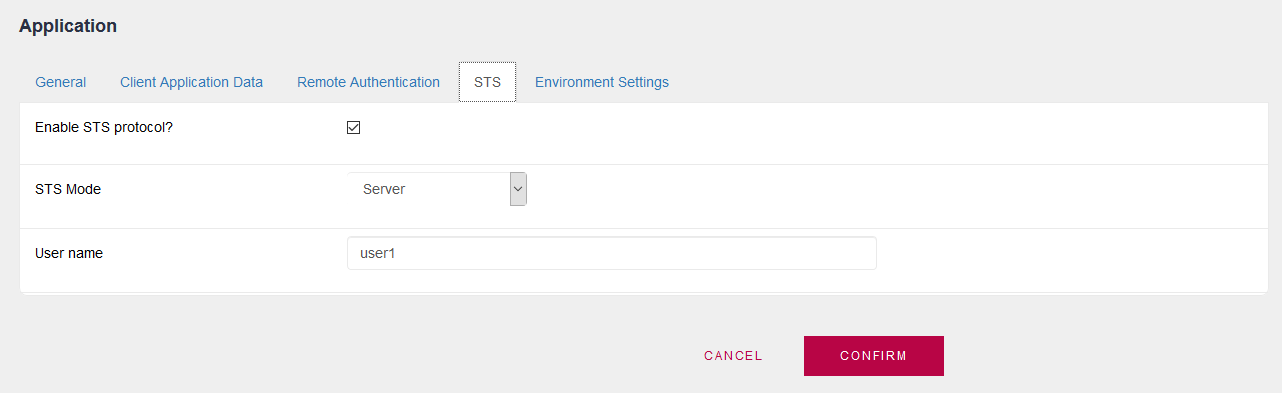 Application
General Client Application Data Remote Authentication STS Environment Settings
Enable STS protocol?
STS Mode Server
User name user1
CANCEL CONFIRM